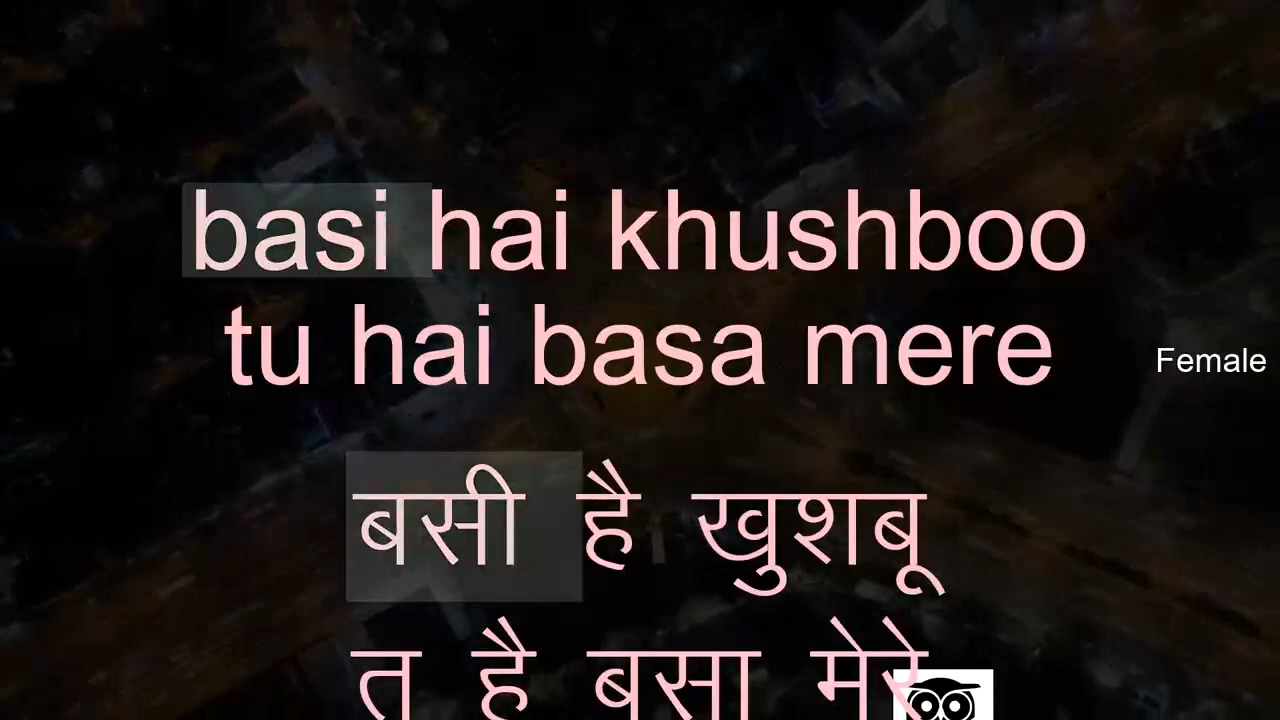 basi hai khushboo
tu hai basa mere
Female
बसी है खुशबू
त है बसा मेरे